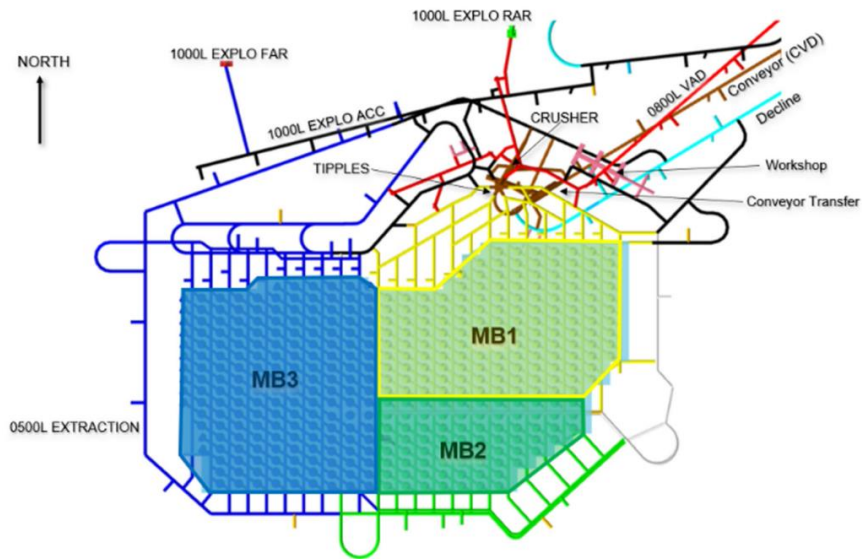 1000L EXPLO RAR
1000L EXPLO FAR
NORTH
1000L EXPLO ACC
CRUSHER
0800L VAD
Conveyor (CVD)
Decline
TIPPLES
Workshop
Conveyor Transfer
MB1
MB3
0500L EXTRACTION
MB2